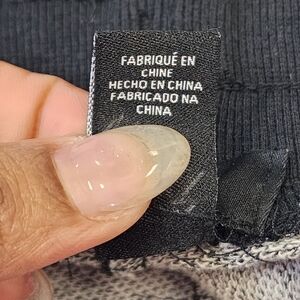 FABRIQUÉ EN
CHINE
HECHO EN CHINA
FABRICADO NA
CHINA